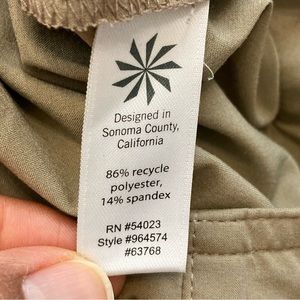 Designed in
Sonoma County,
California
86% recycle
polyester,
14% spandex
RN #54023
Style #964574
#63768